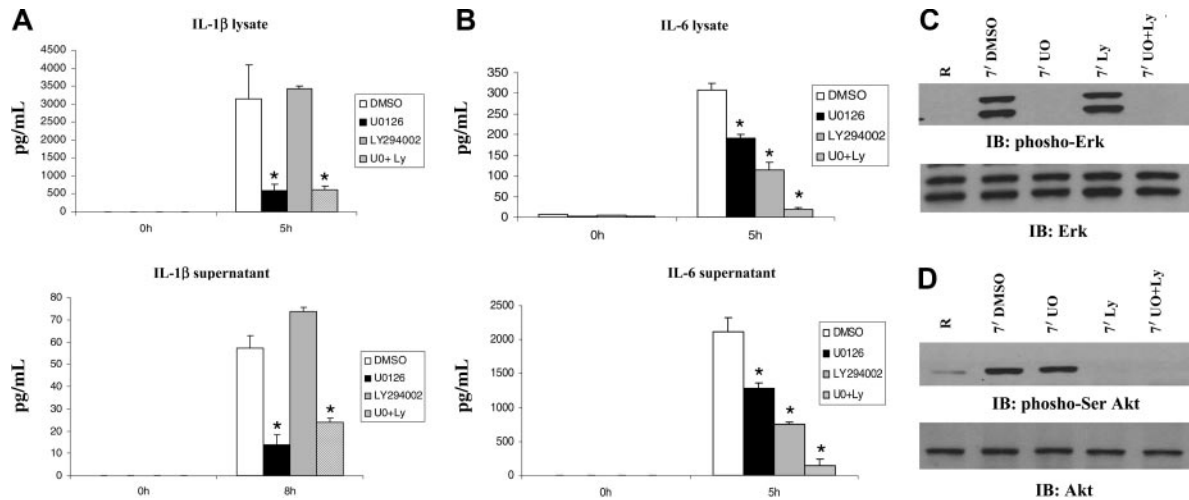 A
IL-1β lysate
pg/mL
4500
4000
3500
3000
2500
2000
1500
1000
500
0
0h
5h
*
*
DMSO
U0126
LY294002
U0+ Ly
IL-1β supernatant
pg/mL
80
70
60
50
40
30
20
10
0
0h
8h
*
*
DMSO
U0126
LY294002
U0+Ly
B
IL-6 lysate
pg/mL
350
300
250
200
150
100
50
0
0h
5h
*
*
*
DMSO
U0126
LY294002
U0+Ly
IL-6 supernatant
pg/mL
2500
2000
1500
1000
500
0
0h
5h
*
*
*
DMSO
U0126
LY294002
U0+Ly
C
R
7′ DMSO
7′ UO
7′ Ly
7′ UO+Ly
IB: phosho-Erk
IB: Erk
D
R
7′ DMSO
7′ UO
7′ Ly
7′ UO+Ly
IB: phosho-Ser Akt
IB: Akt